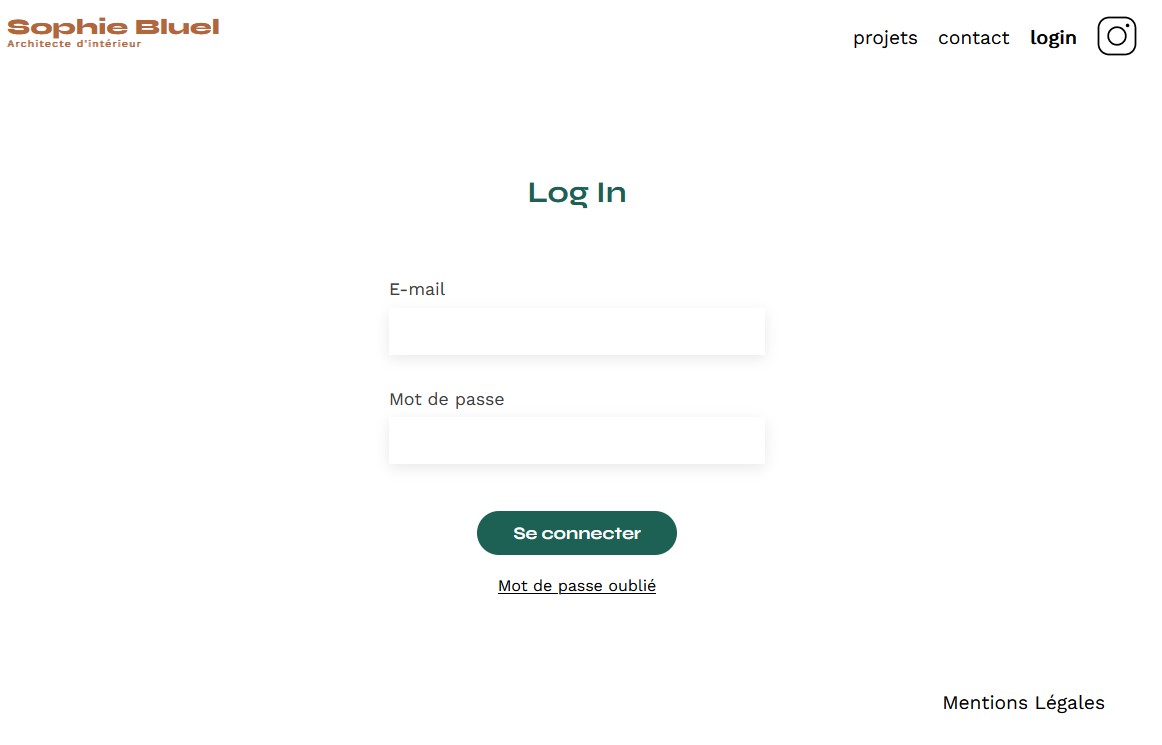 Sophie Bluel
Architecte d'intérieur
projets contact login
Log In
E-mail
Mot de passe
Se connecter
Mot de passe oublié
Mentions Légales